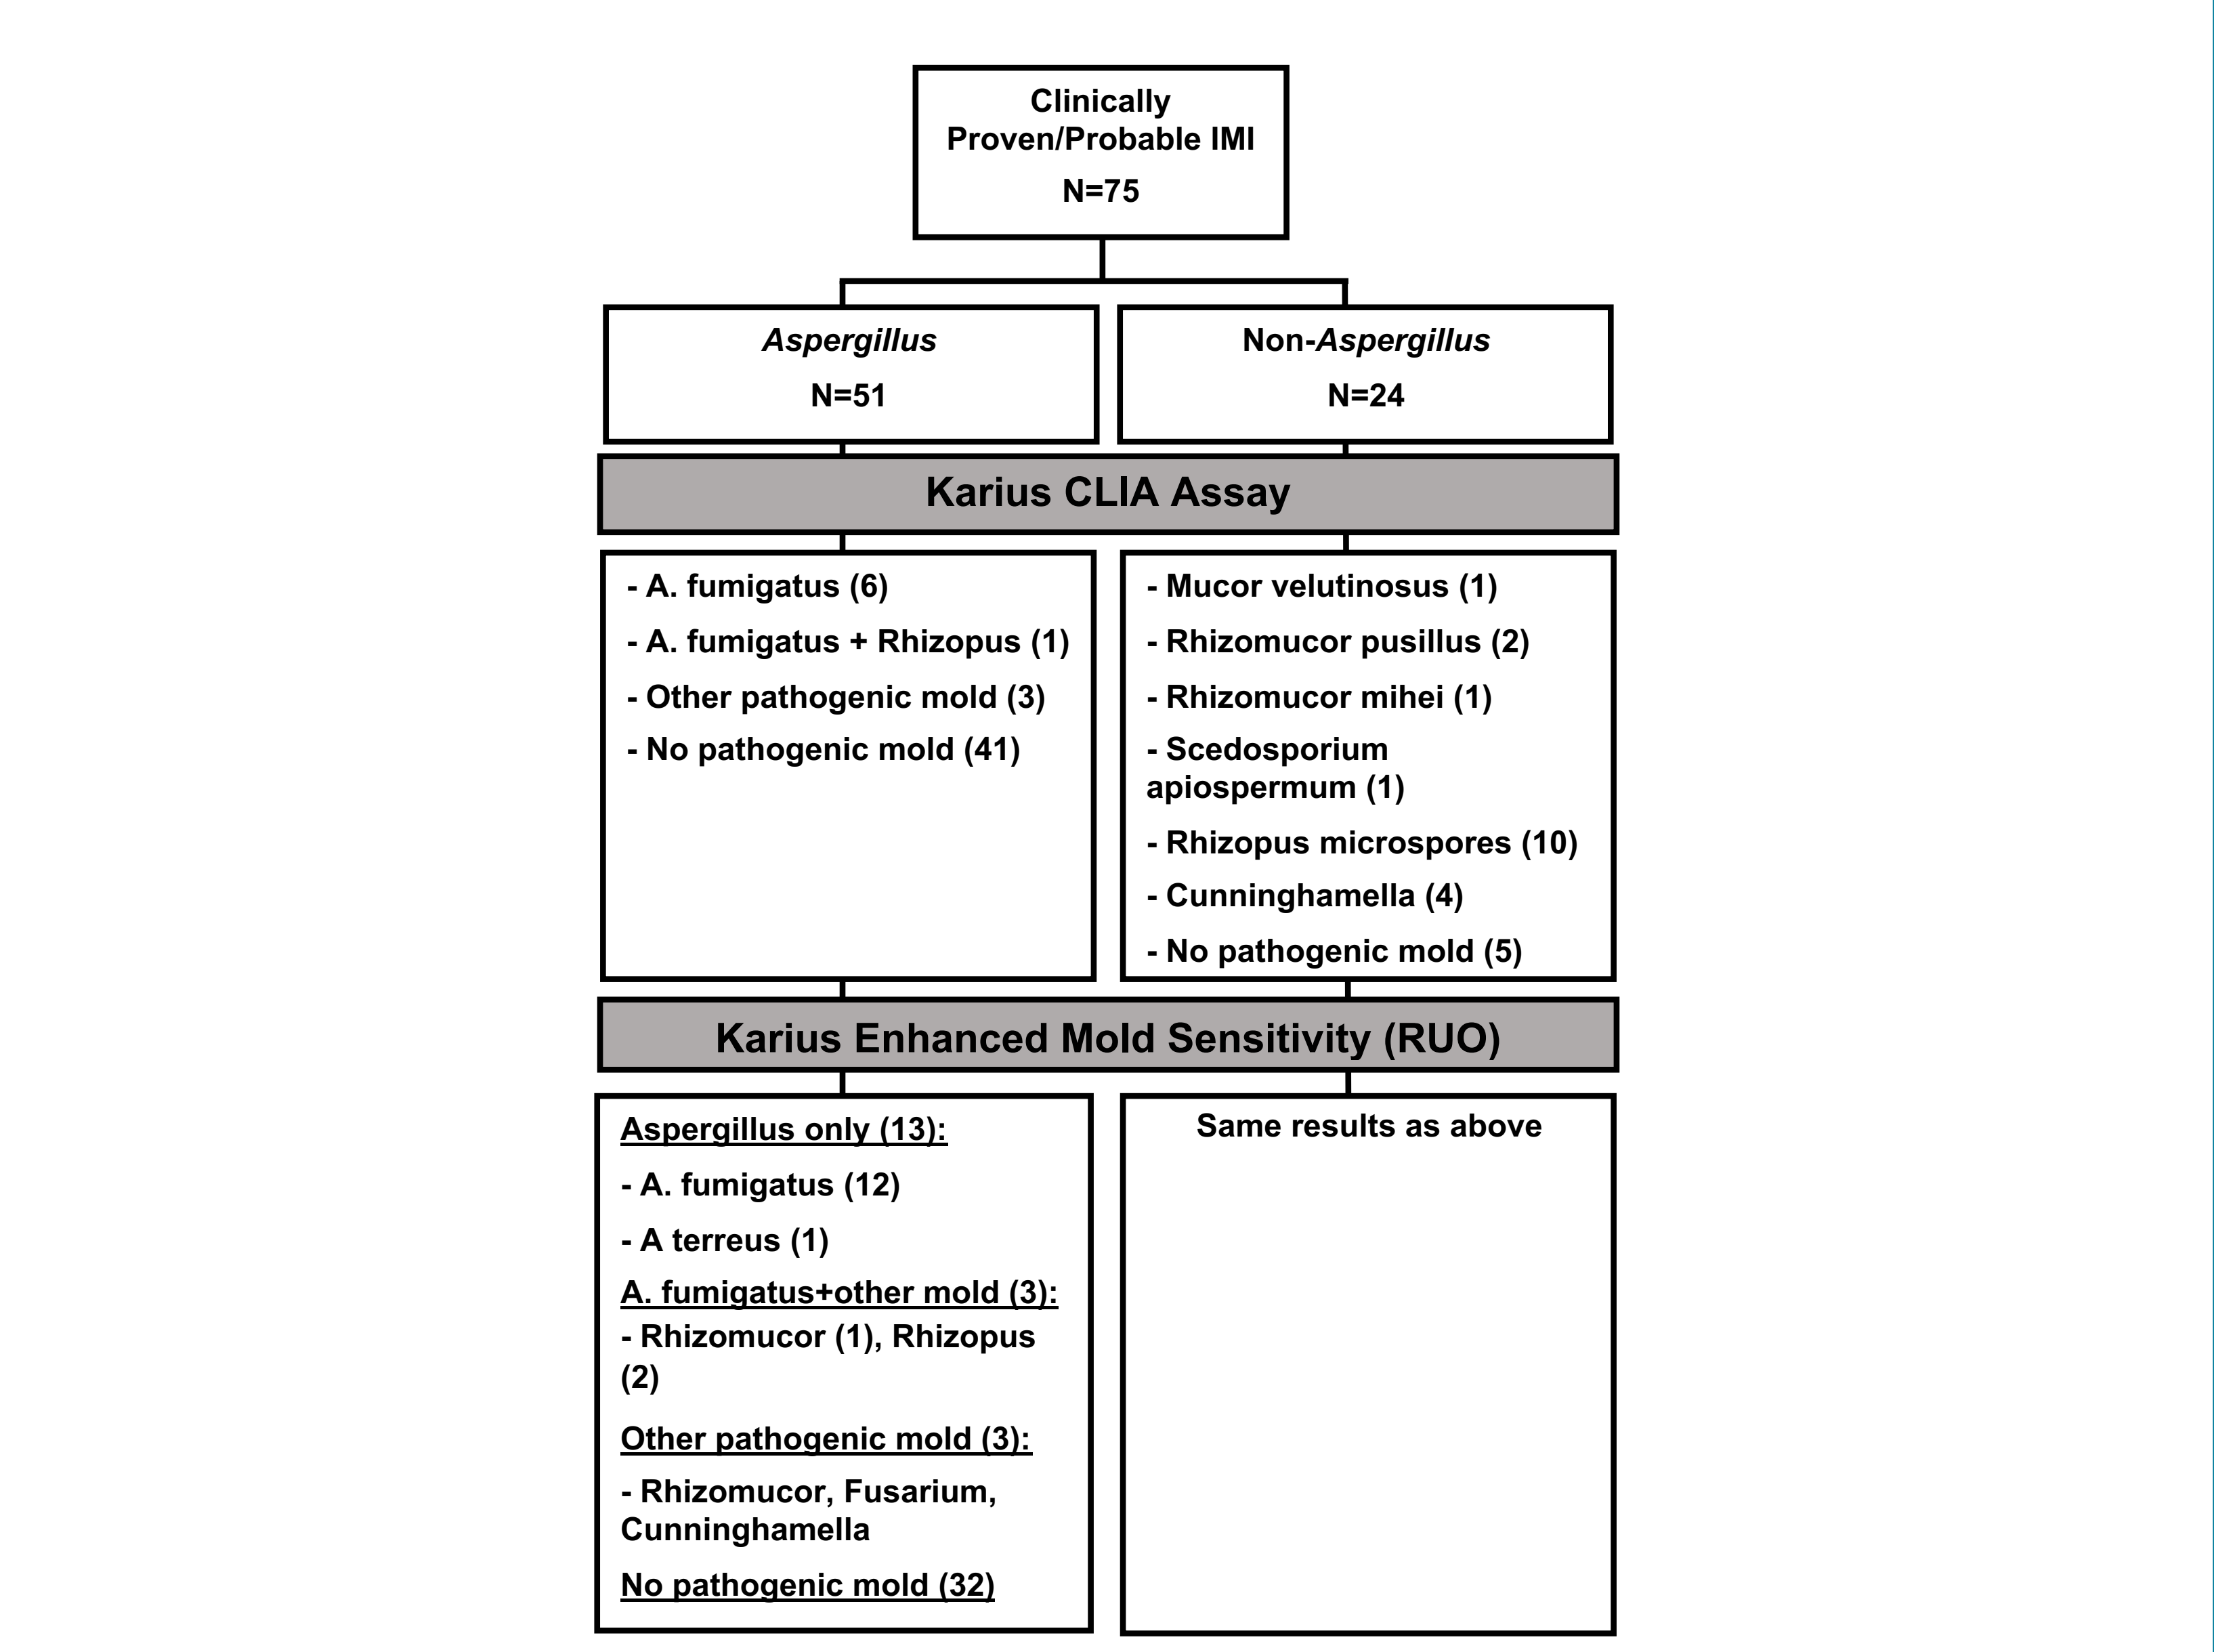 Clinically
Proven/Probable IMI
N=75
Aspergillus
N=51
Non-Aspergillus
N=24
Karius CLIA Assay
- A. fumigatus (6)
- A. fumigatus + Rhizopus (1)
- Other pathogenic mold (3)
- No pathogenic mold (41)
- Mucor velutinosus (1)
- Rhizomucor pusillus (2)
- Rhizomucor mihei (1)
- Scedosporium
apiospermum (1)
- Rhizopus microspores (10)
- Cunninghamella (4)
- No pathogenic mold (5)
Karius Enhanced Mold Sensitivity (RUO)
Aspergillus only (13):
- A. fumigatus (12)
- A terreus (1)
A. fumigatus+other mold (3):
- Rhizomucor (1), Rhizopus
(2)
Other pathogenic mold (3):
- Rhizomucor, Fusarium,
Cunninghamella
No pathogenic mold (32)
Same results as above